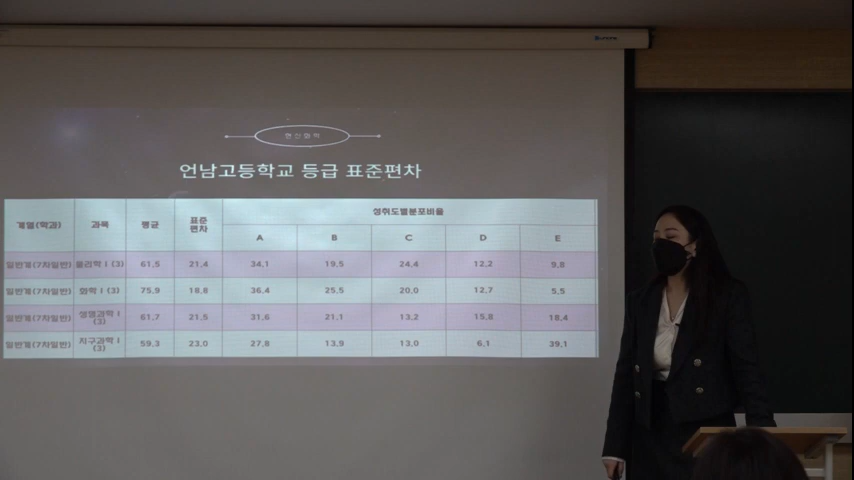 언남고등학교 등급 표준편차
계열(학과) 과목 평균 표준편차 성취도별분포비율
A B C D E
일반계(7차일반) 물리학 I (3) 61.5 21.4 34.1 19.5 24.4 12.2 9.8
일반계(7차일반) 화학 I (3) 75.9 18.8 36.4 25.5 20.0 12.7 5.5
일반계(7차일반) 생명과학 I (3) 61.7 21.5 31.6 21.1 13.2 15.8 18.4
일반계(7차일반) 지구과학 I (3) 59.3 23.0 27.8 13.9 13.0 6.1 39.1